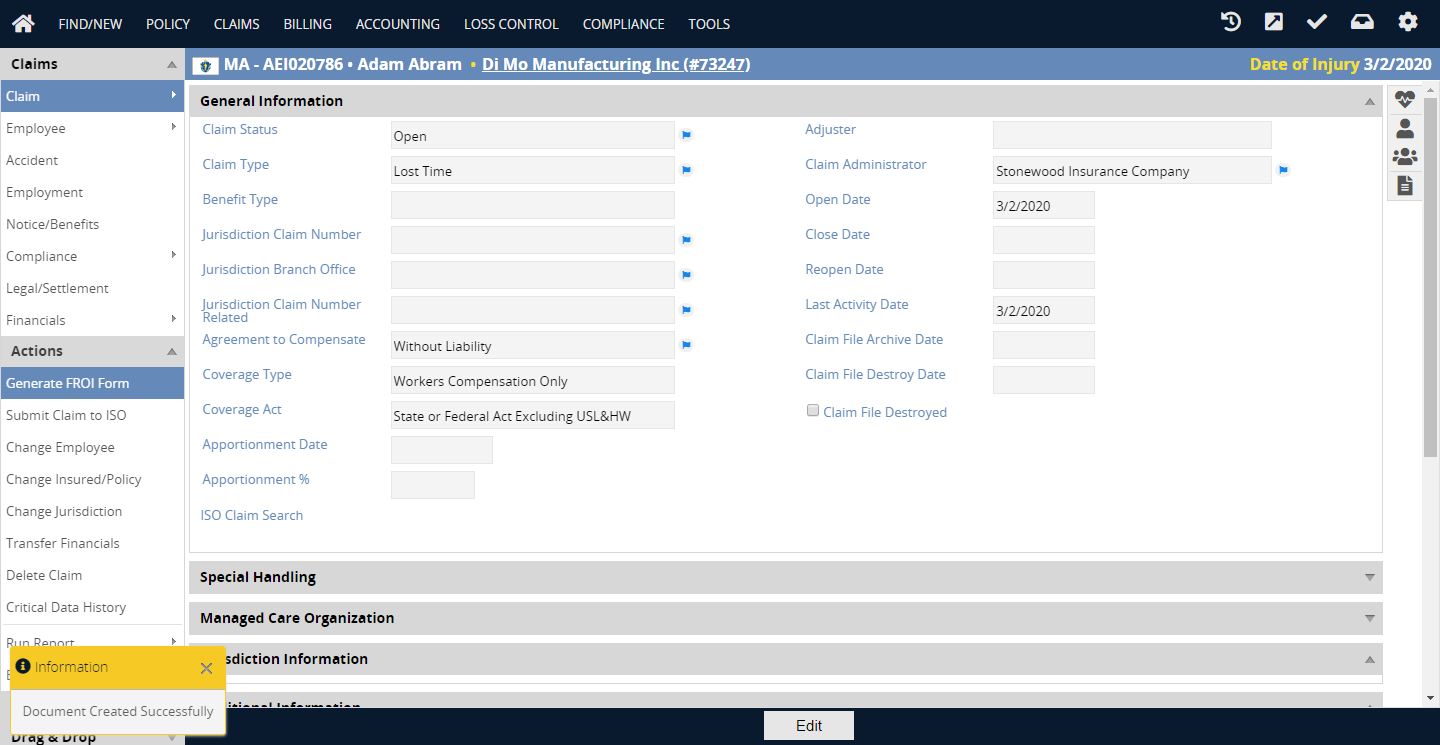 FIND/NEW POLICY CLAIMS BILLING ACCOUNTING LOSS CONTROL COMPLIANCE TOOLS
Claims
MA - AEI020786 • Adam Abram • Di Mo Manufacturing Inc (#73247) Date of Injury 3/2/2020
Claim
Employee
Accident
Employment
Notice/Benefits
Compliance
Legal/Settlement
Financials
Actions
Generate FROI Form
Submit Claim to ISO
Change Employee
Change Insured/Policy
Change Jurisdiction
Transfer Financials
Delete Claim
Critical Data History
Run Report
Information
Document Created Successfully
Drag & Drop
General Information
Claim Status Open
Claim Type Lost Time
Benefit Type
Jurisdiction Claim Number
Jurisdiction Branch Office
Jurisdiction Claim Number
Related
Agreement to Compensate Without Liability
Coverage Type Workers Compensation Only
Coverage Act State or Federal Act Excluding USL&HW
Apportionment Date
Apportionment %
ISO Claim Search
Adjuster
Claim Administrator Stonewood Insurance Company
Open Date 3/2/2020
Close Date
Reopen Date
Last Activity Date 3/2/2020
Claim File Archive Date
Claim File Destroy Date
Claim File Destroyed
Special Handling
Managed Care Organization
sdiction Information
Information
Edit